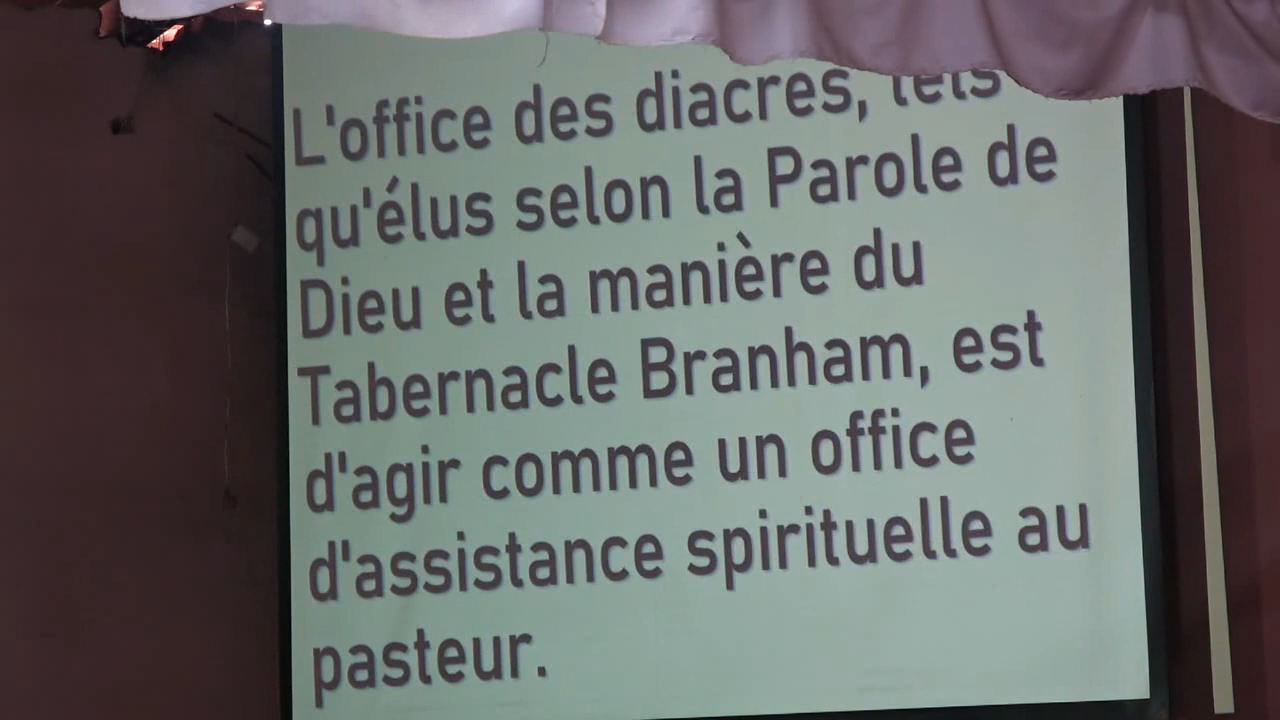 L'office des diacres, tels
qu'élus selon la Parole de
Dieu et la manière du
Tabernacle Branham, est
d'agir comme un office
d'assistance spirituelle au
pasteur.